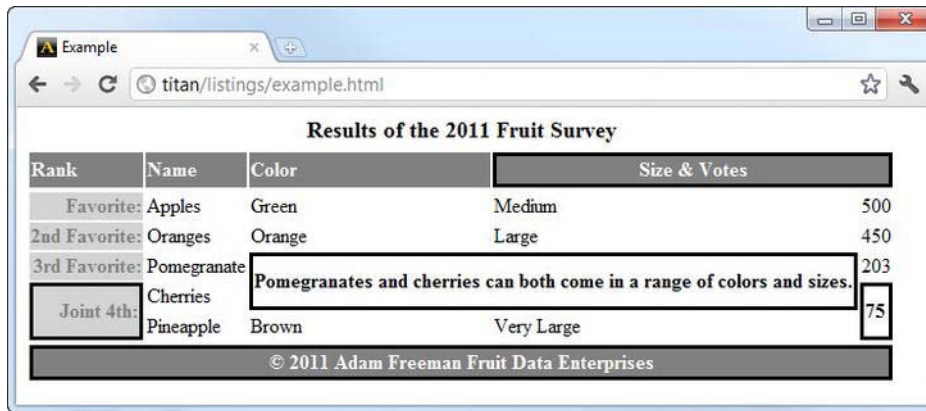 Example
titan/listings/example.html
Results of the 2011 Fruit Survey
Rank Name Color Size & Votes
Favorite: Apples Green Medium 500
2nd Favorite: Oranges Orange Large 450
3rd Favorite: Pomegranate Pomegranates and cherries can both come in a range of colors and sizes. 203
Joint 4th: Cherries 75
Pineapple Brown Very Large
© 2011 Adam Freeman Fruit Data Enterprises